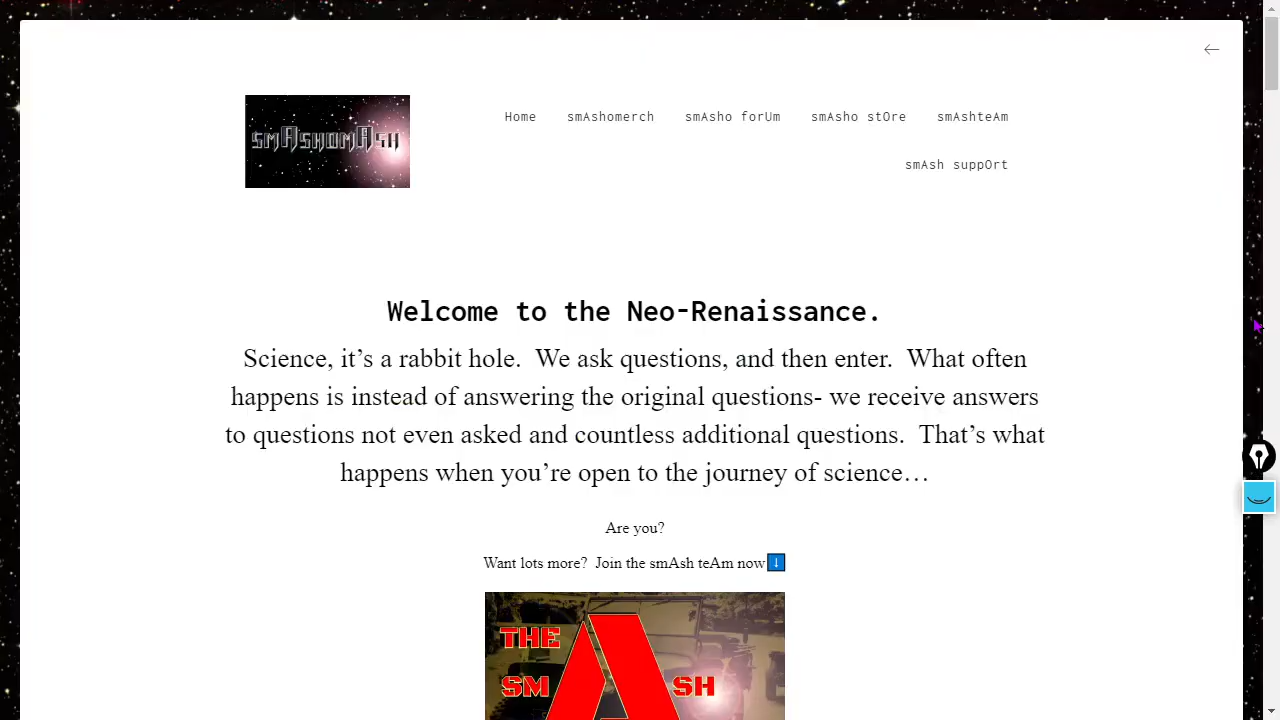 smAshomAsh
Home smAshomerch smAsho forUm smAsho stOre smAshteAm
smAsh suppOrt
Welcome to the Neo-Renaissance.
Science, it’s a rabbit hole.  We ask questions, and then enter.  What often
happens is instead of answering the original questions- we receive answers
to questions not even asked and countless additional questions.  That’s what
happens when you’re open to the journey of science…
Are you?
Want lots more?  Join the smAsh teAm now⬇️
THE
SM A SH